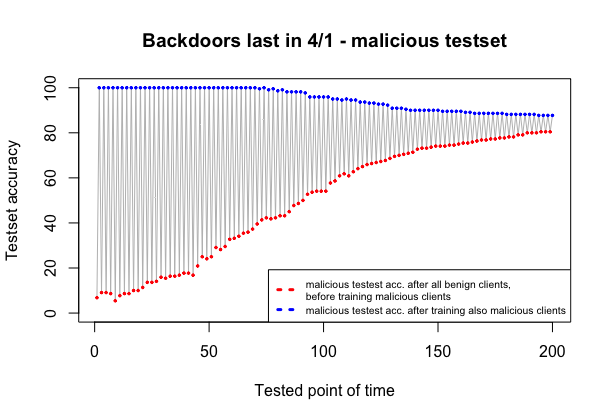 Backdoors last in 4/1 - malicious testset
Testset accuracy
100
80
60
40
20
0
malicious testest acc. after all benign clients,
before training malicious clients
malicious testest acc. after training also malicious clients
0 50 100 150 200
Tested point of time